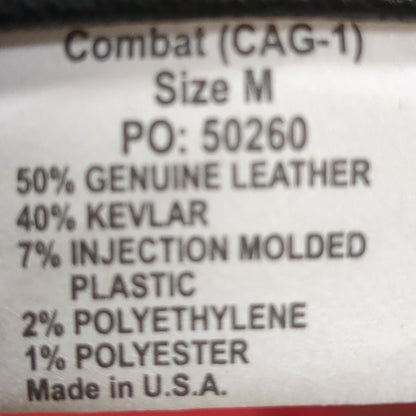 Combat (CAG-1)
Size M
PO: 50260
50% GENUINE LEATHER
40% KEVLAR
7% INJECTION MOLDED
PLASTIC
2% POLYETHYLENE
1% POLYESTER
Made in U.S.A.